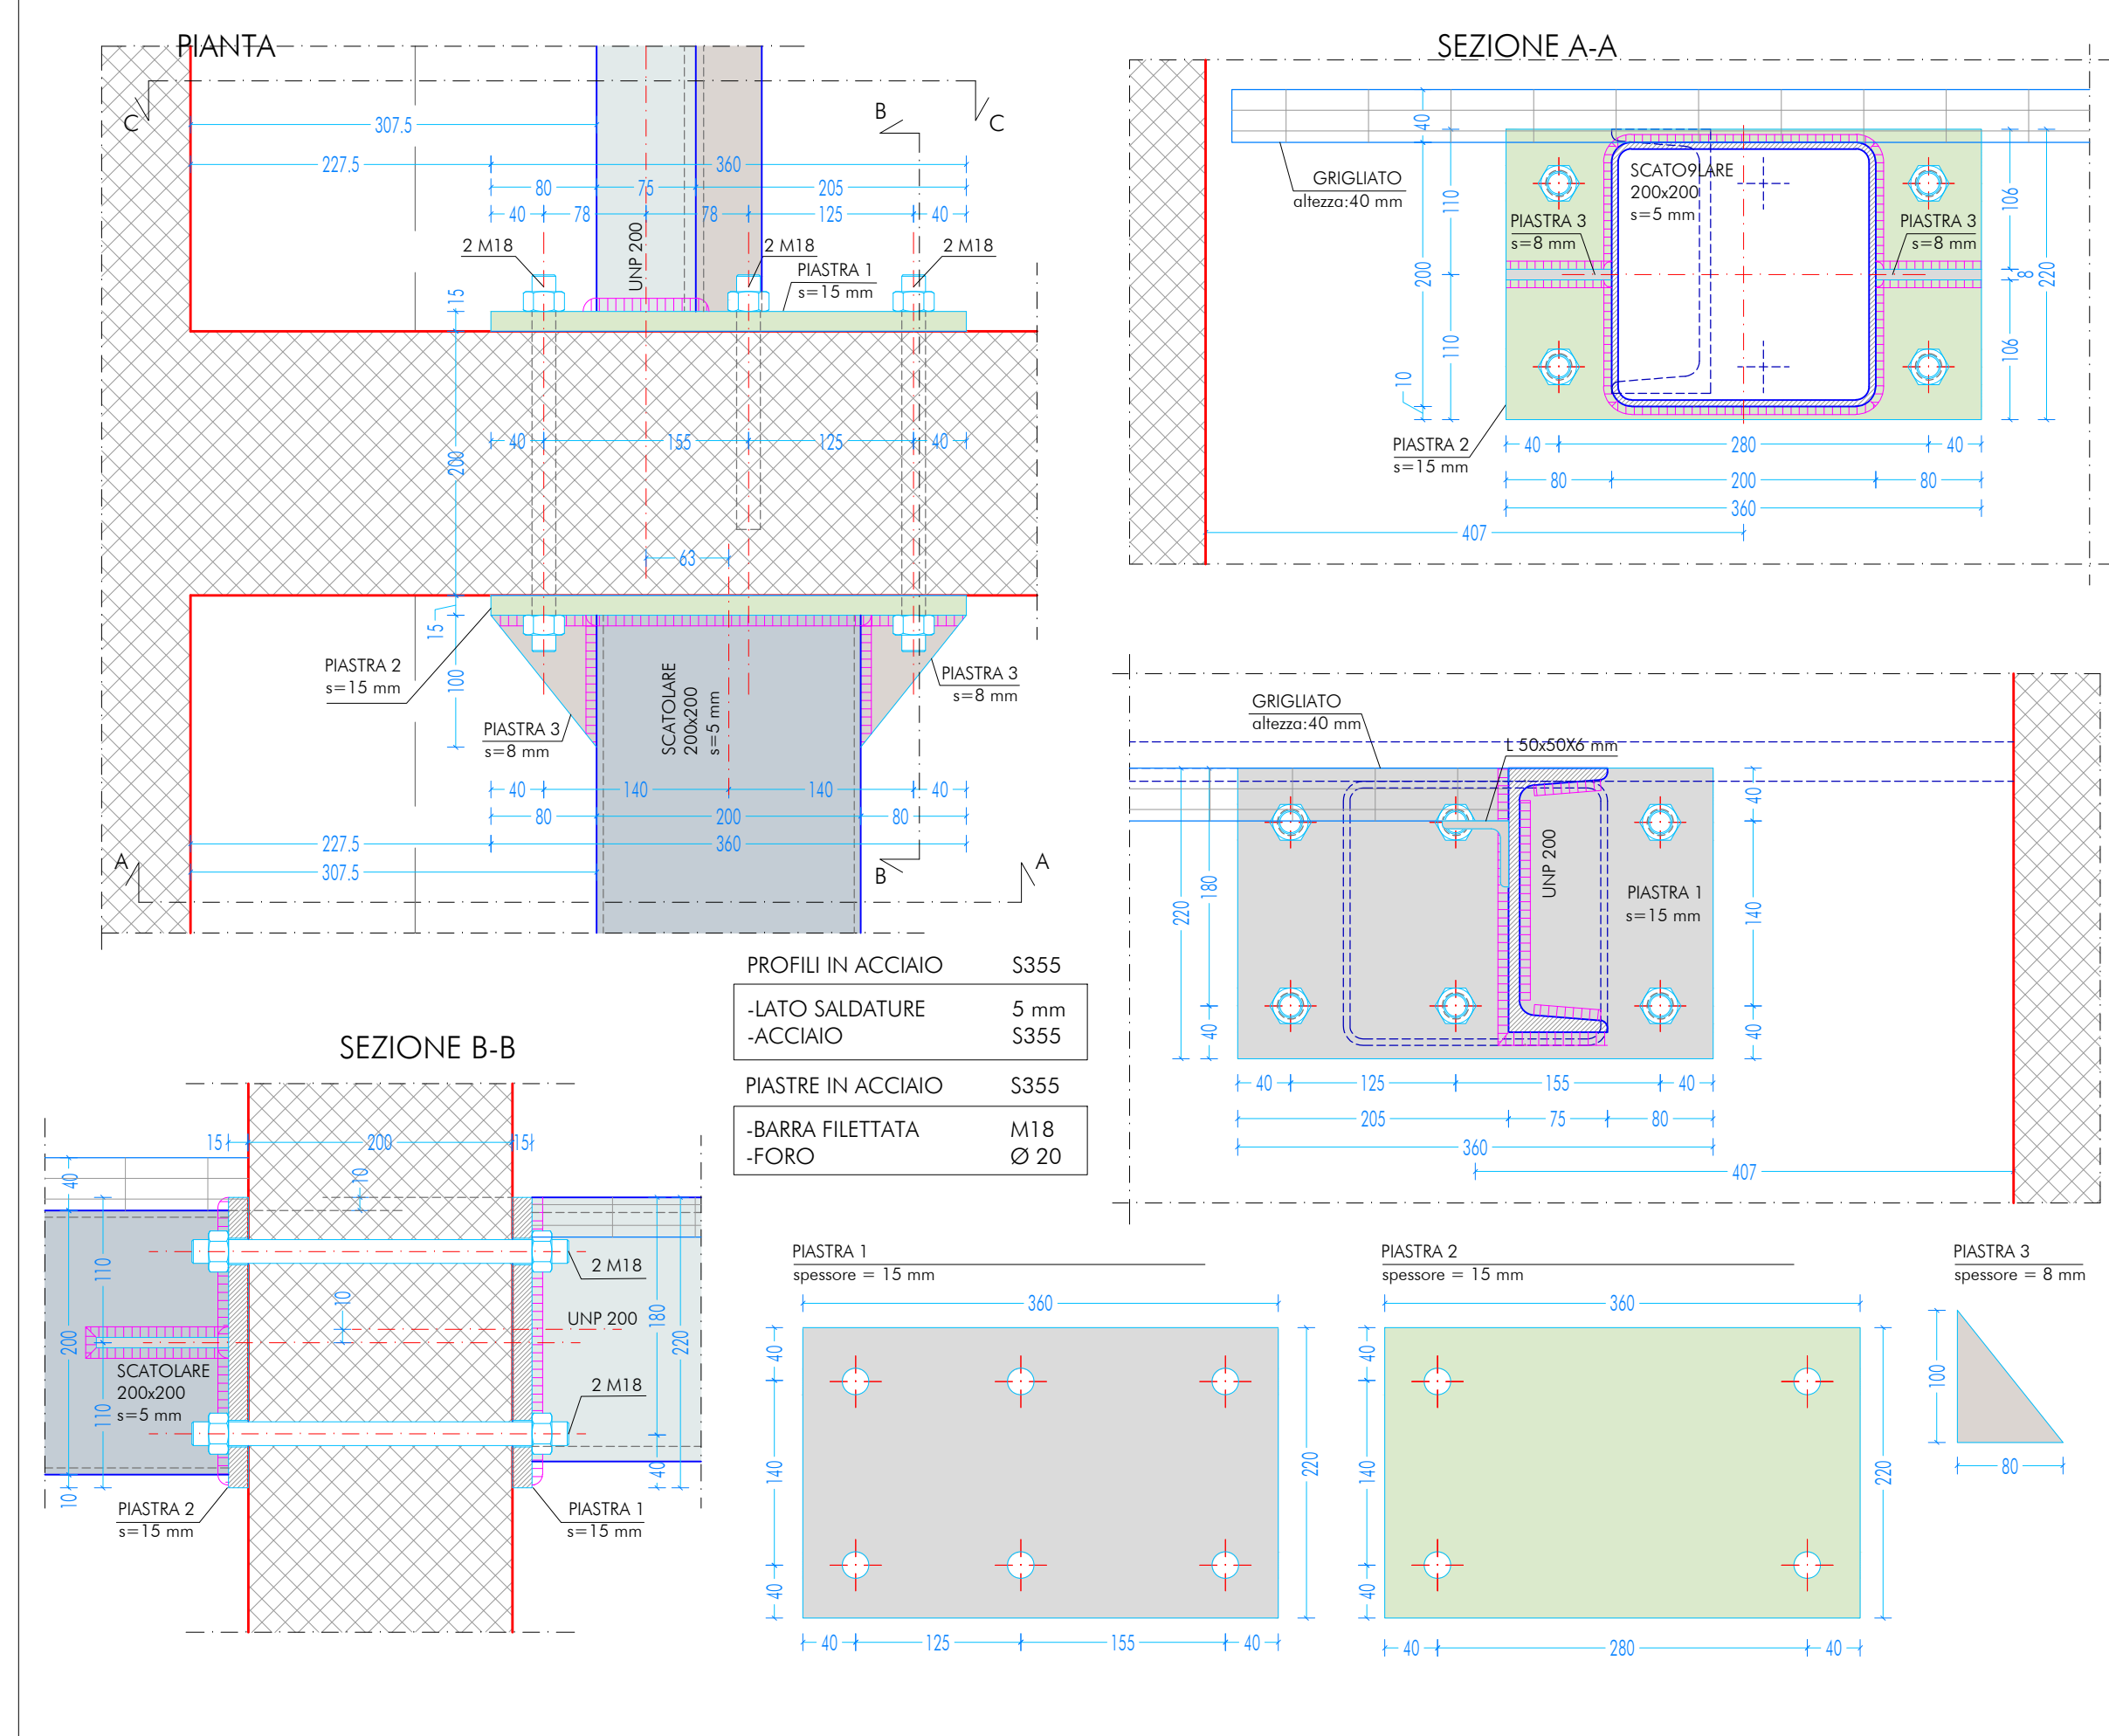 PIANTA
C
C
B
307.5
227.5
360
80
75
205
40
78
78
125
40
UNP 200
2 M18
2 M18
2 M18
PIASTRA 1
s=15 mm
15
200
40
155
125
40
63
15
100
PIASTRA 2
s=15 mm
PIASTRA 3
s=8 mm
SCATOLARE
200x200
s=5 mm
PIASTRA 3
s=8 mm
40
140
140
40
80
200
80
227.5
360
307.5
A
A
B
SEZIONE A-A
40
GRIGLIATO
altezza:40 mm
SCATO9LARE
200x200
s=5 mm
PIASTRA 3
s=8 mm
PIASTRA 3
s=8 mm
110
200
110
10
106
8
220
106
PIASTRA 2
s=15 mm
40
280
40
80
200
80
360
407
GRIGLIATO
altezza:40 mm
L 50x50X6 mm
UNP 200
PIASTRA 1
s=15 mm
220
180
40
140
40
40
125
155
40
205
75
80
360
407
PROFILI IN ACCIAIO S355
-LATO SALDATURE 5 mm
-ACCIAIO S355
PIASTRE IN ACCIAIO S355
-BARRA FILETTATA M18
-FORO Ø 20
SEZIONE B-B
15
200
15
40
10
110
10
200
110
10
180
220
40
2 M18
UNP 200
2 M18
SCATOLARE
200x200
s=5 mm
PIASTRA 2
s=15 mm
PIASTRA 1
s=15 mm
PIASTRA 1
spessore = 15 mm
360
40
140
40
220
40
125
155
40
PIASTRA 2
spessore = 15 mm
360
40
140
40
220
40
280
40
PIASTRA 3
spessore = 8 mm
100
80